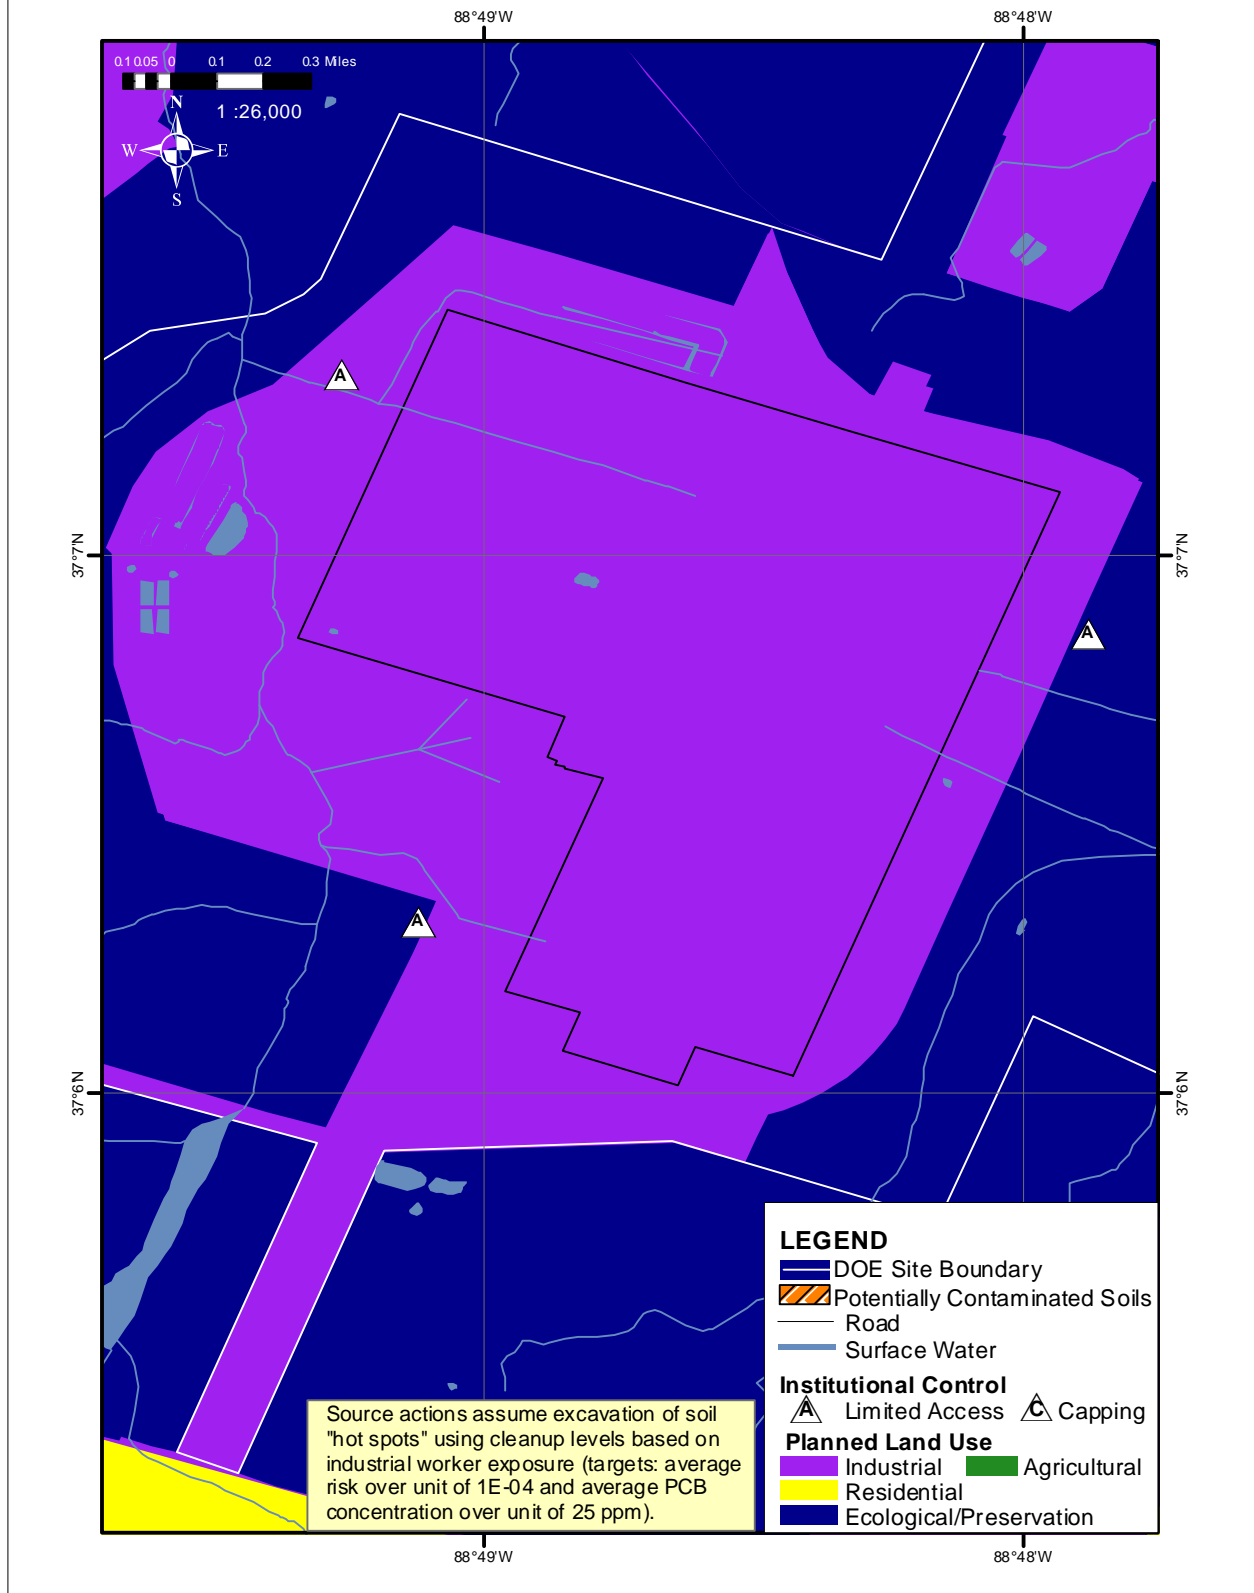 88°49'W 88°48'W
0.1 0.05 0 0.1 0.2 0.3 Miles
1 :26,000
N
W E
S
A
37°7'N 37°7'N
A
A
37°6'N 37°6'N
LEGEND
DOE Site Boundary
Potentially Contaminated Soils
Road
Surface Water
Institutional Control
A Limited Access C Capping
Planned Land Use
Industrial Agricultural
Residential
Ecological/Preservation
Source actions assume excavation of soil
"hot spots" using cleanup levels based on
industrial worker exposure (targets: average
risk over unit of 1E-04 and average PCB
concentration over unit of 25 ppm).
88°49'W 88°48'W